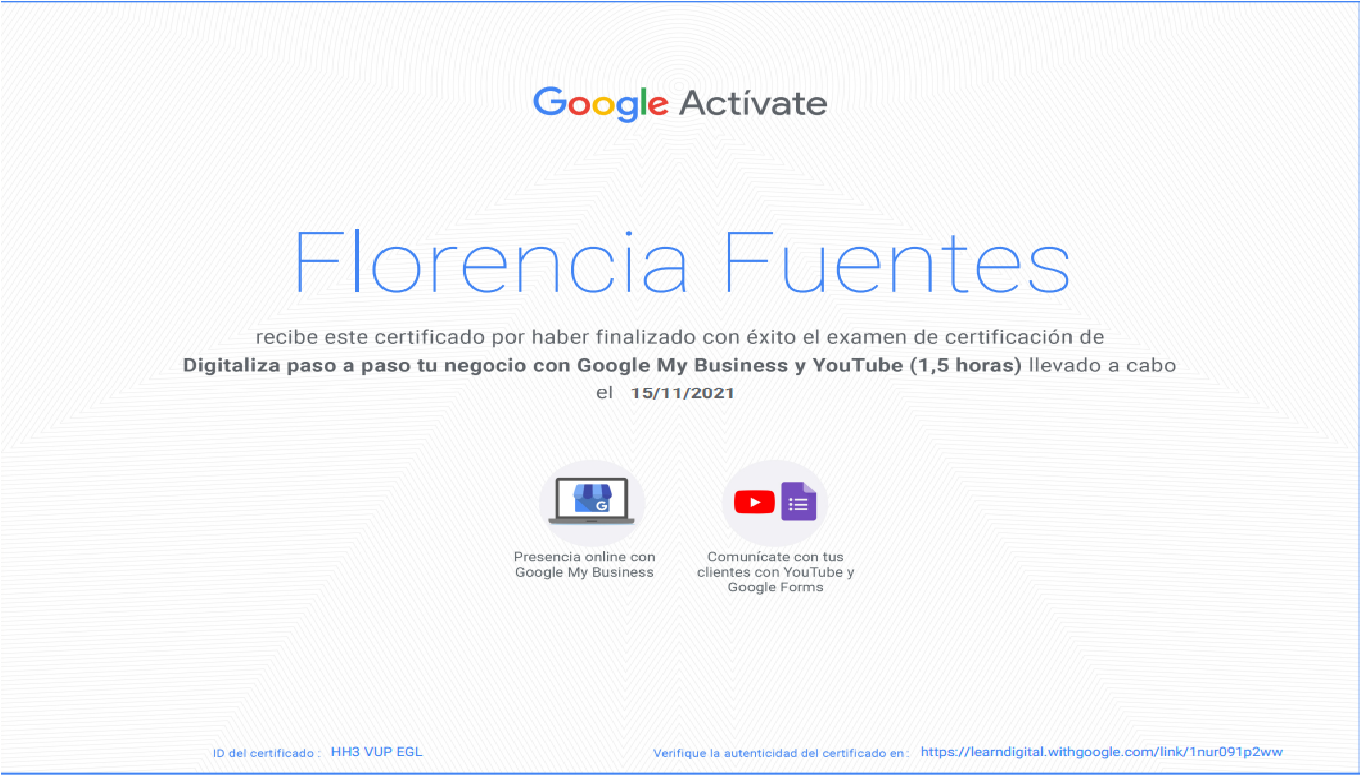 Google Actívate
Florencia Fuentes
recibe este certificado por haber finalizado con éxito el examen de certificación de
Digitaliza paso a paso tu negocio con Google My Business y YouTube (1,5 horas) llevado a cabo
el 15/11/2021
G
Presencia online con
Google My Business
Comunícate con tus
clientes con YouTube y
Google Forms
ID del certificado : HH3 VUP EGL
Verifique la autenticidad del certificado en : https://learndigital.withgoogle.com/link/1nur091p2ww